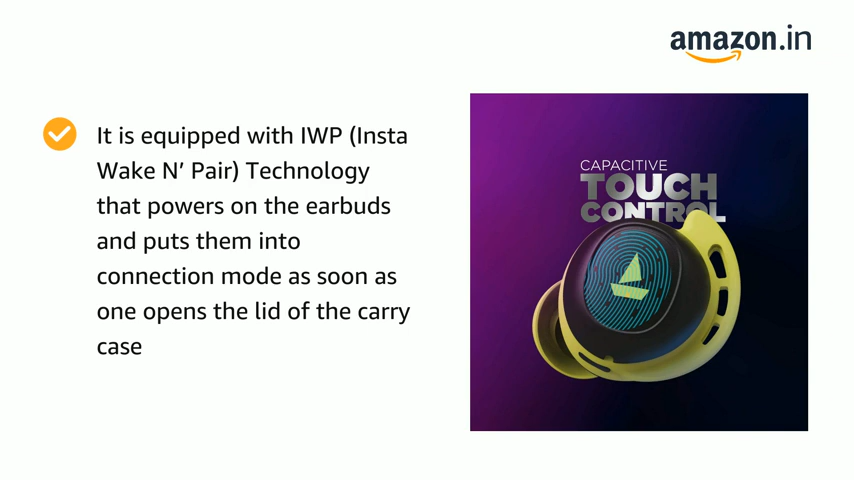 amazon.in
It is equipped with IWP (Insta
Wake N’ Pair) Technology
that powers on the earbuds
and puts them into
connection mode as soon as
one opens the lid of the carry
case
CAPACITIVE
TOUCH
CONTROL